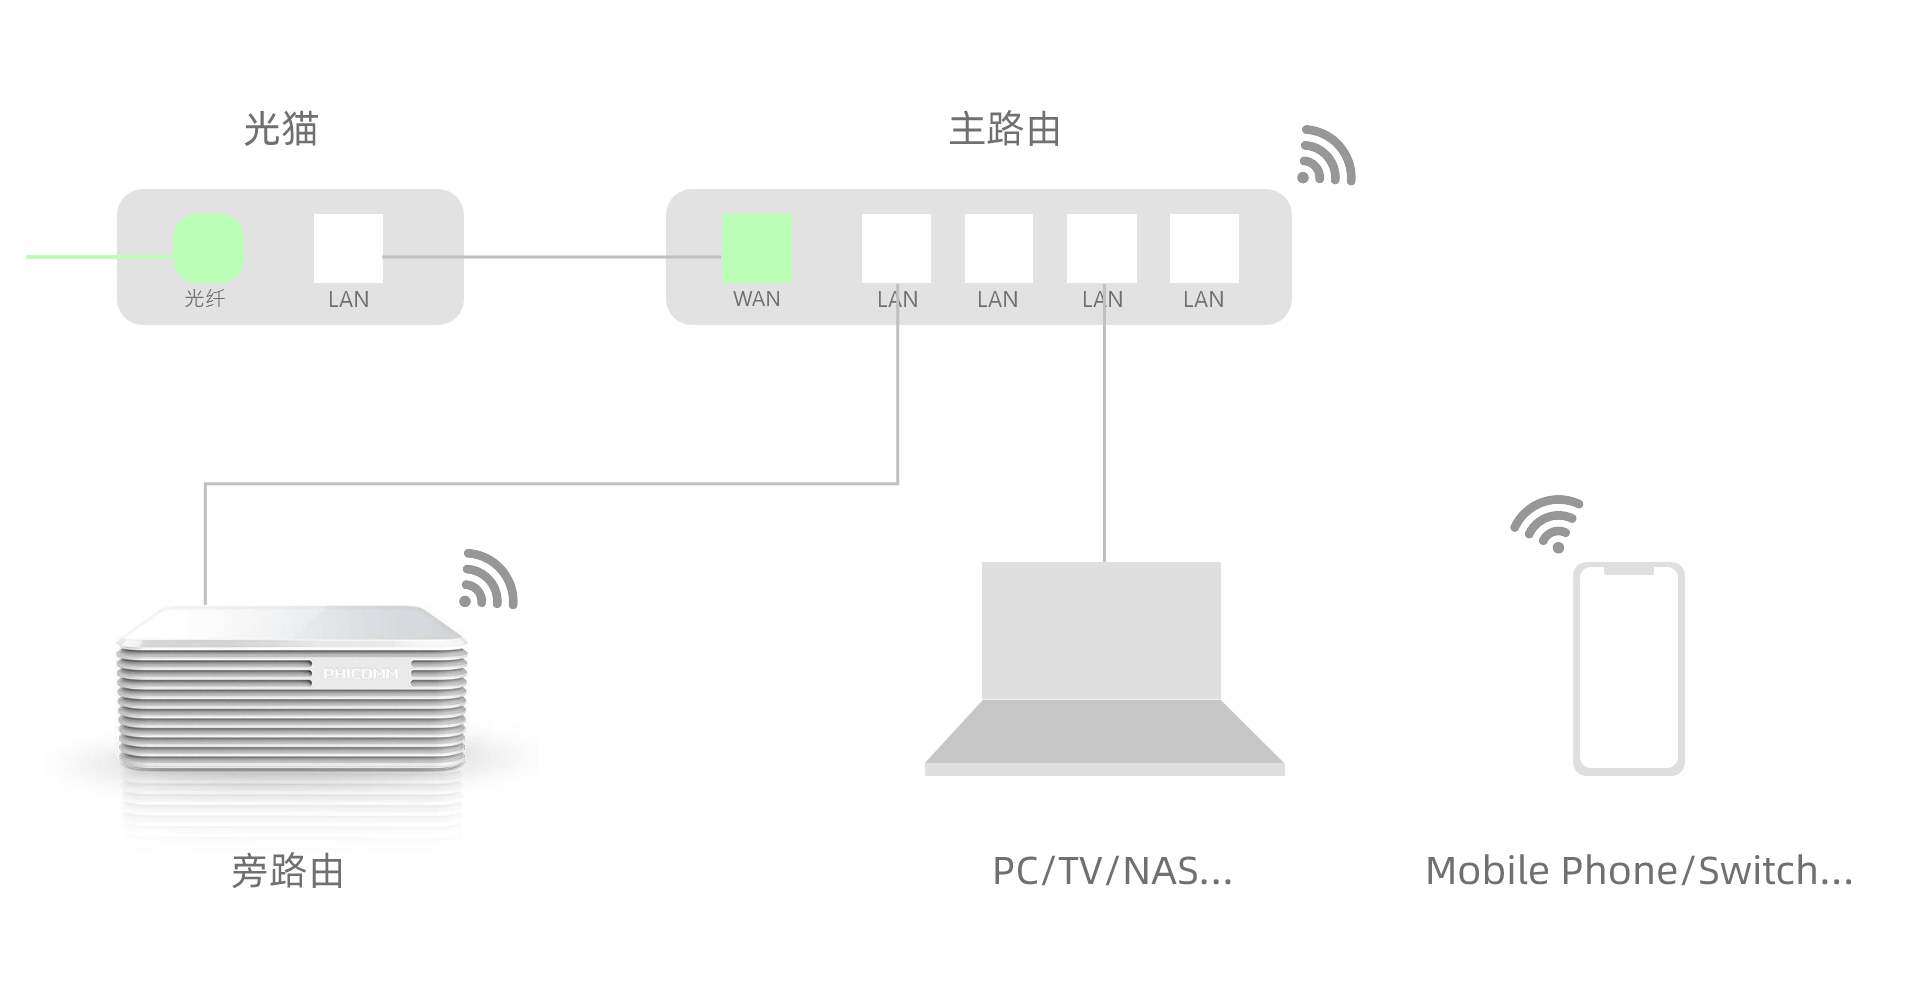 光猫
主路由
光纤
LAN
WAN
LAN
LAN
LAN
LAN
PHICOMM
旁路由
PC/TV/NAS...
Mobile Phone/Switch...